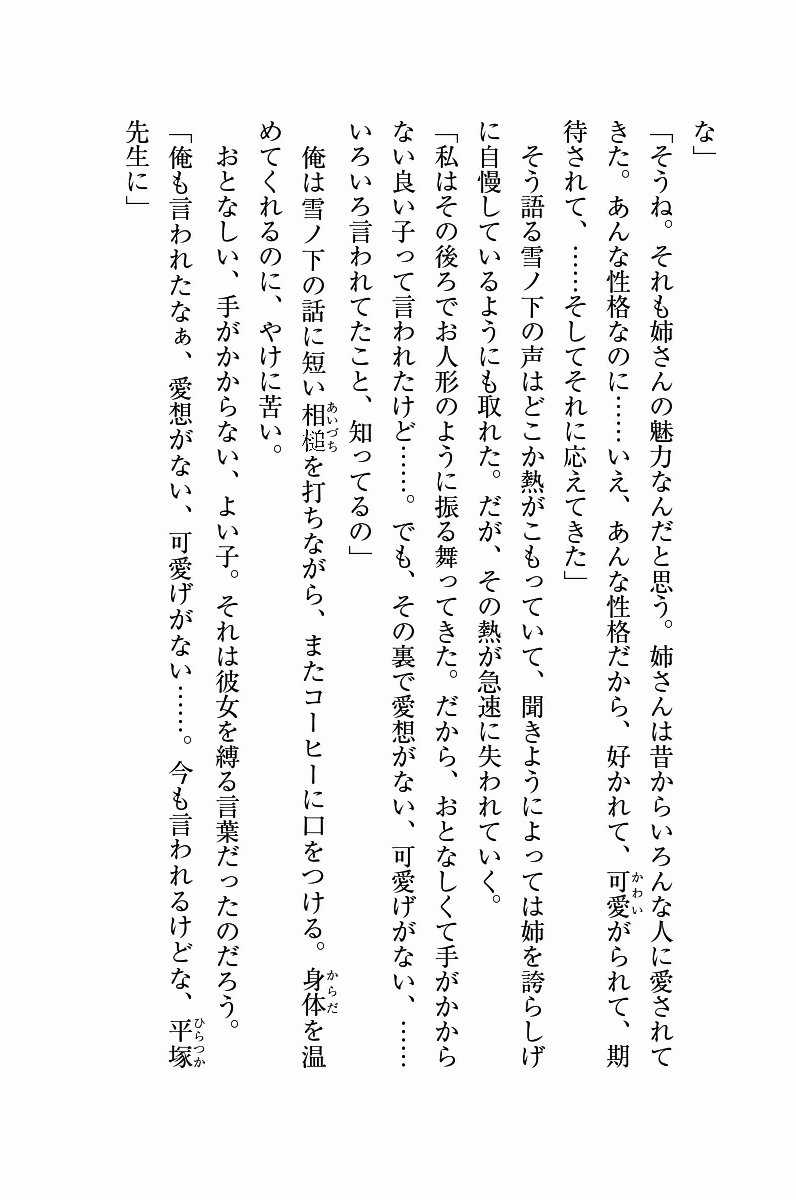 な」
「そうね。それも姉さんの魅力なんだと思う。姉さんは昔からいろんな人に愛されて
きた。あんな性格なのに……いえ、あんな性格だから、好かれて、可愛がられて、期
待されて、……そしてそれに応えてきた」
そう語る雪ノ下の声はどこか熱がこもっていて、聞きようによっては姉を誇らしげ
に自慢しているようにも取れた。だが、その熱が急速に失われていく。
「私はその後ろでお人形のように振る舞ってきた。だから、おとなしくて手がかから
ない良い子って言われたけど……。でも、その裏で愛想がない、可愛げがない、……
いろいろ言われてたこと、知ってるの」
俺は雪ノ下の話に短い相槌を打ちながら、またコーヒーに口をつける。身体を温
めてくれるのに、やけに苦い。
おとなしい、手がかからない、よい子。それは彼女を縛る言葉だったのだろう。
「俺も言われたなぁ、愛想がない、可愛げがない……。今も言われるけどな、平塚
先生に」